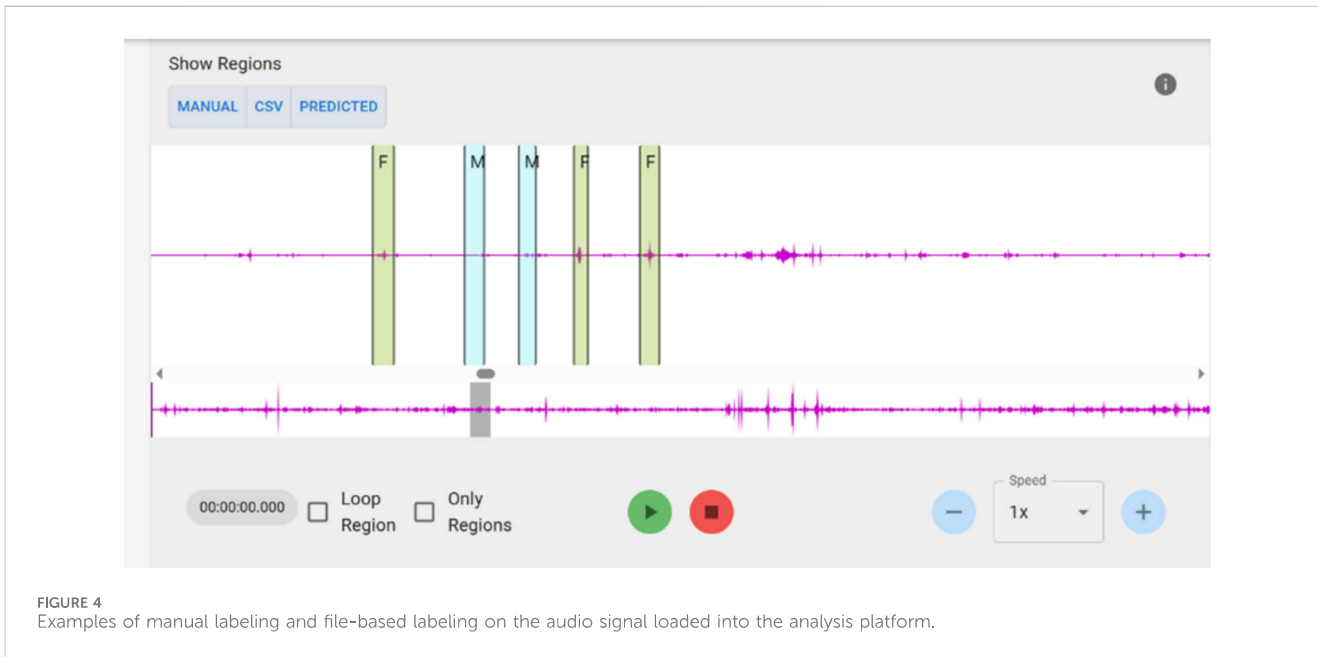 Show Regions
MANUAL CSV PREDICTED
F M M F F
00:00:00.000
Loop
Region
Only
Regions
Speed
1x
FIGURE 4
Examples of manual labeling and file-based labeling on the audio signal loaded into the analysis platform.